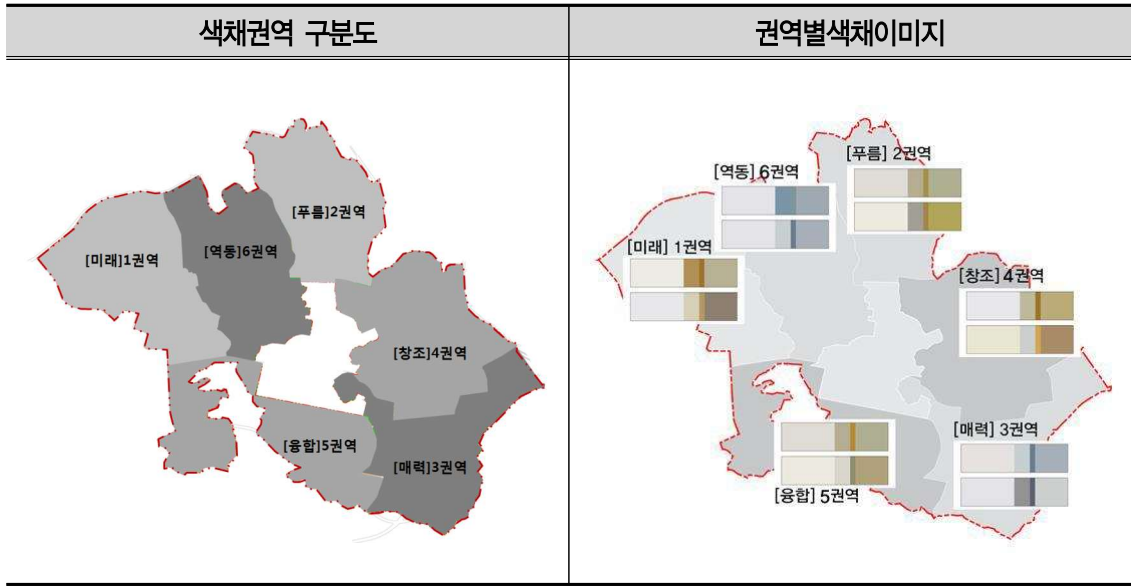 색채권역 구분도
권역별색채이미지
[푸름]2권역
[역동]6권역
[미래]1권역
[창조]4권역
[융합]5권역
[매력]3권역
[푸름] 2권역
[역동] 6권역
[미래] 1권역
[창조] 4권역
[매력] 3권역
[융합] 5권역